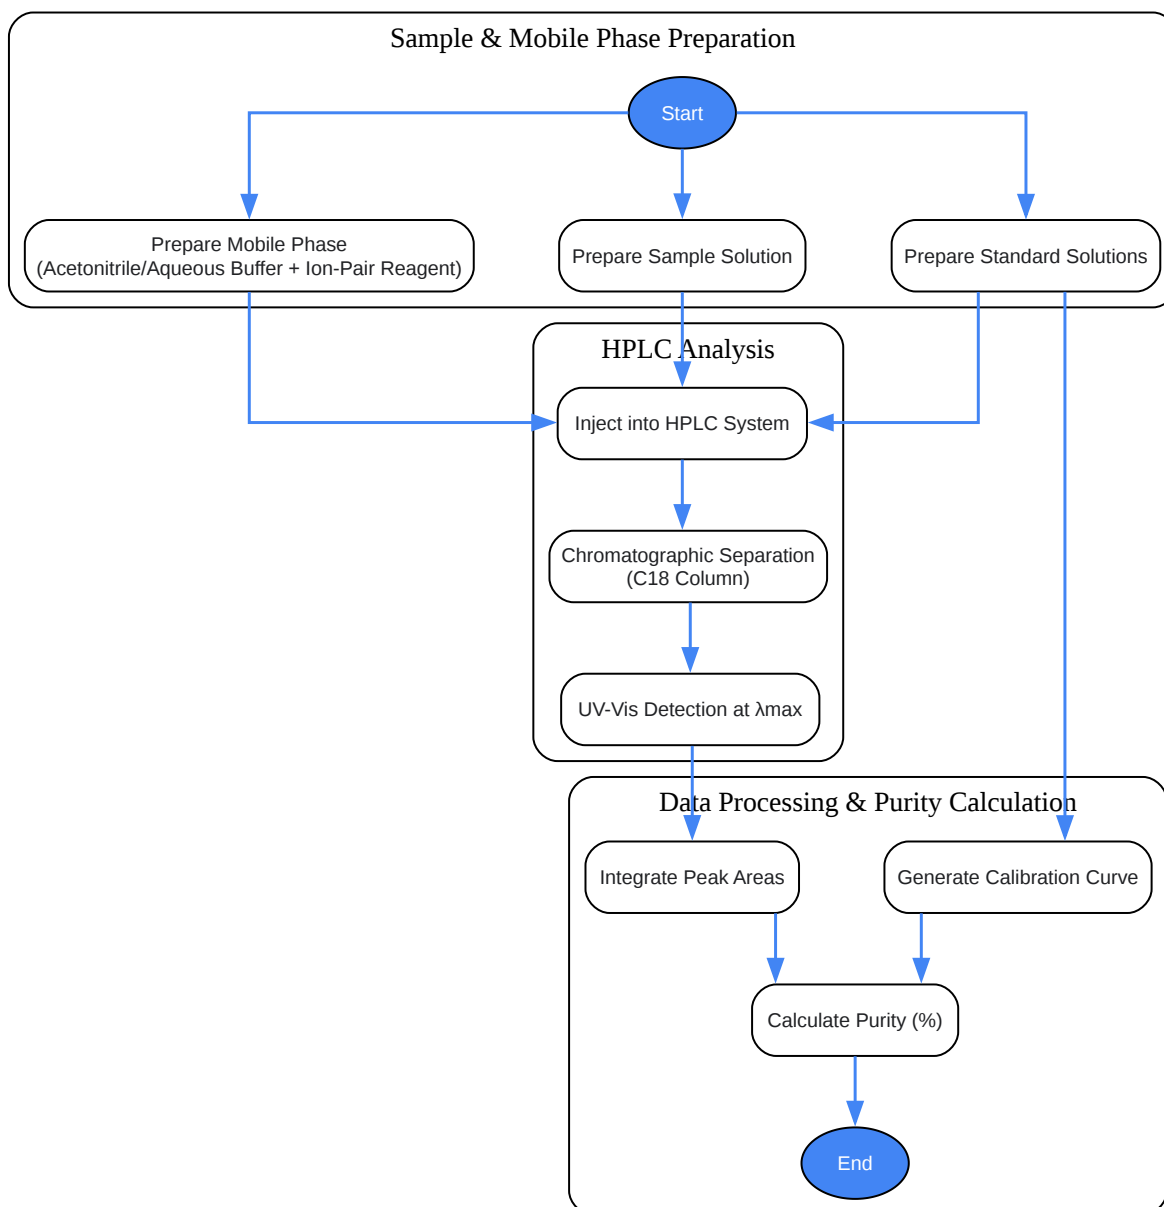 Sample & Mobile Phase Preparation
Start
Prepare Mobile Phase
(Acetonitrile/Aqueous Buffer + Ion-Pair Reagent)
Prepare Sample Solution
Prepare Standard Solutions
HPLC Analysis
Inject into HPLC System
Chromatographic Separation
(C18 Column)
UV-Vis Detection at λmax
Data Processing & Purity Calculation
Integrate Peak Areas
Generate Calibration Curve
Calculate Purity (%)
End